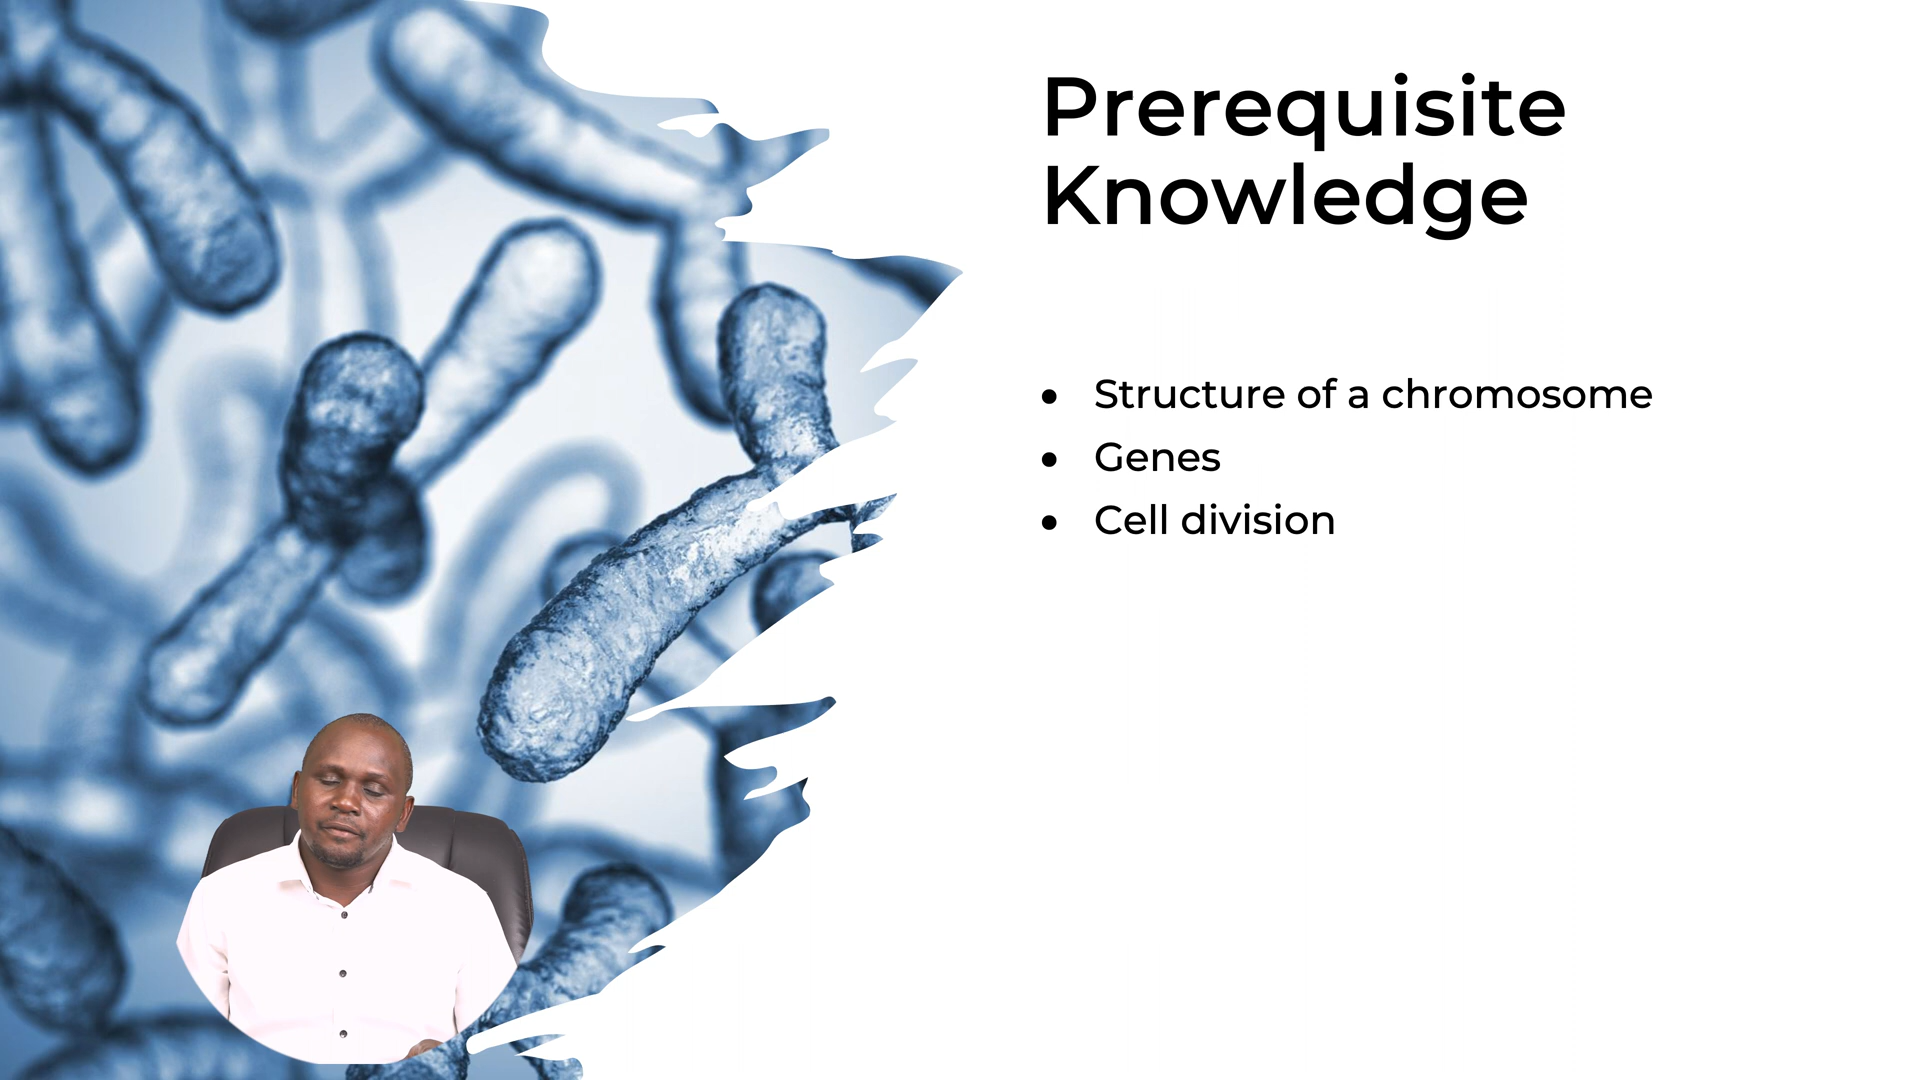 Prerequisite
Knowledge
• Structure of a chromosome
• Genes
• Cell division